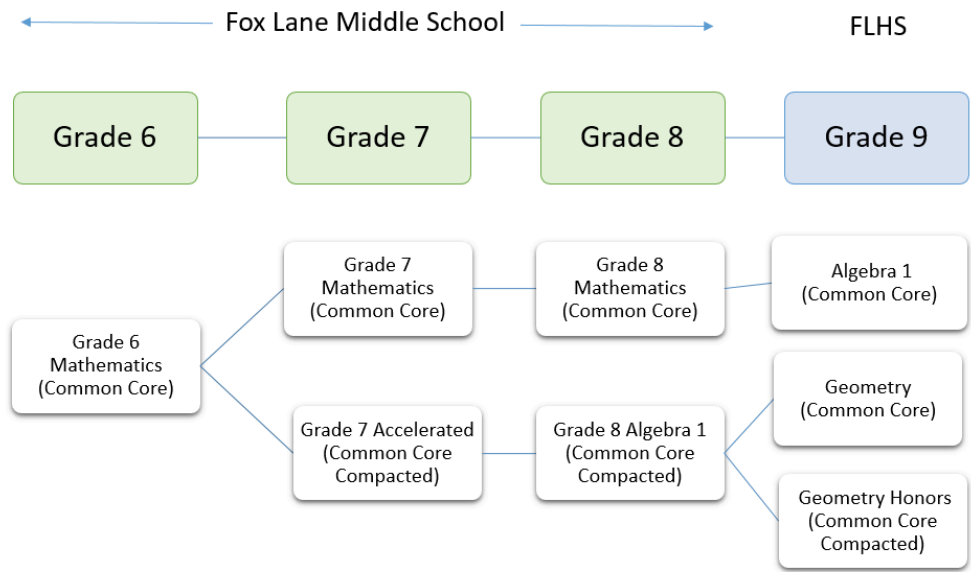 Fox Lane Middle School
FLHS
Grade 6
Grade 7
Grade 8
Grade 9
Grade 6
Mathematics
(Common Core)
Grade 7
Mathematics
(Common Core)
Grade 8
Mathematics
(Common Core)
Algebra 1
(Common Core)
Grade 7 Accelerated
(Common Core
Compacted)
Grade 8 Algebra 1
(Common Core
Compacted)
Geometry
(Common Core)
Geometry Honors
(Common Core
Compacted)